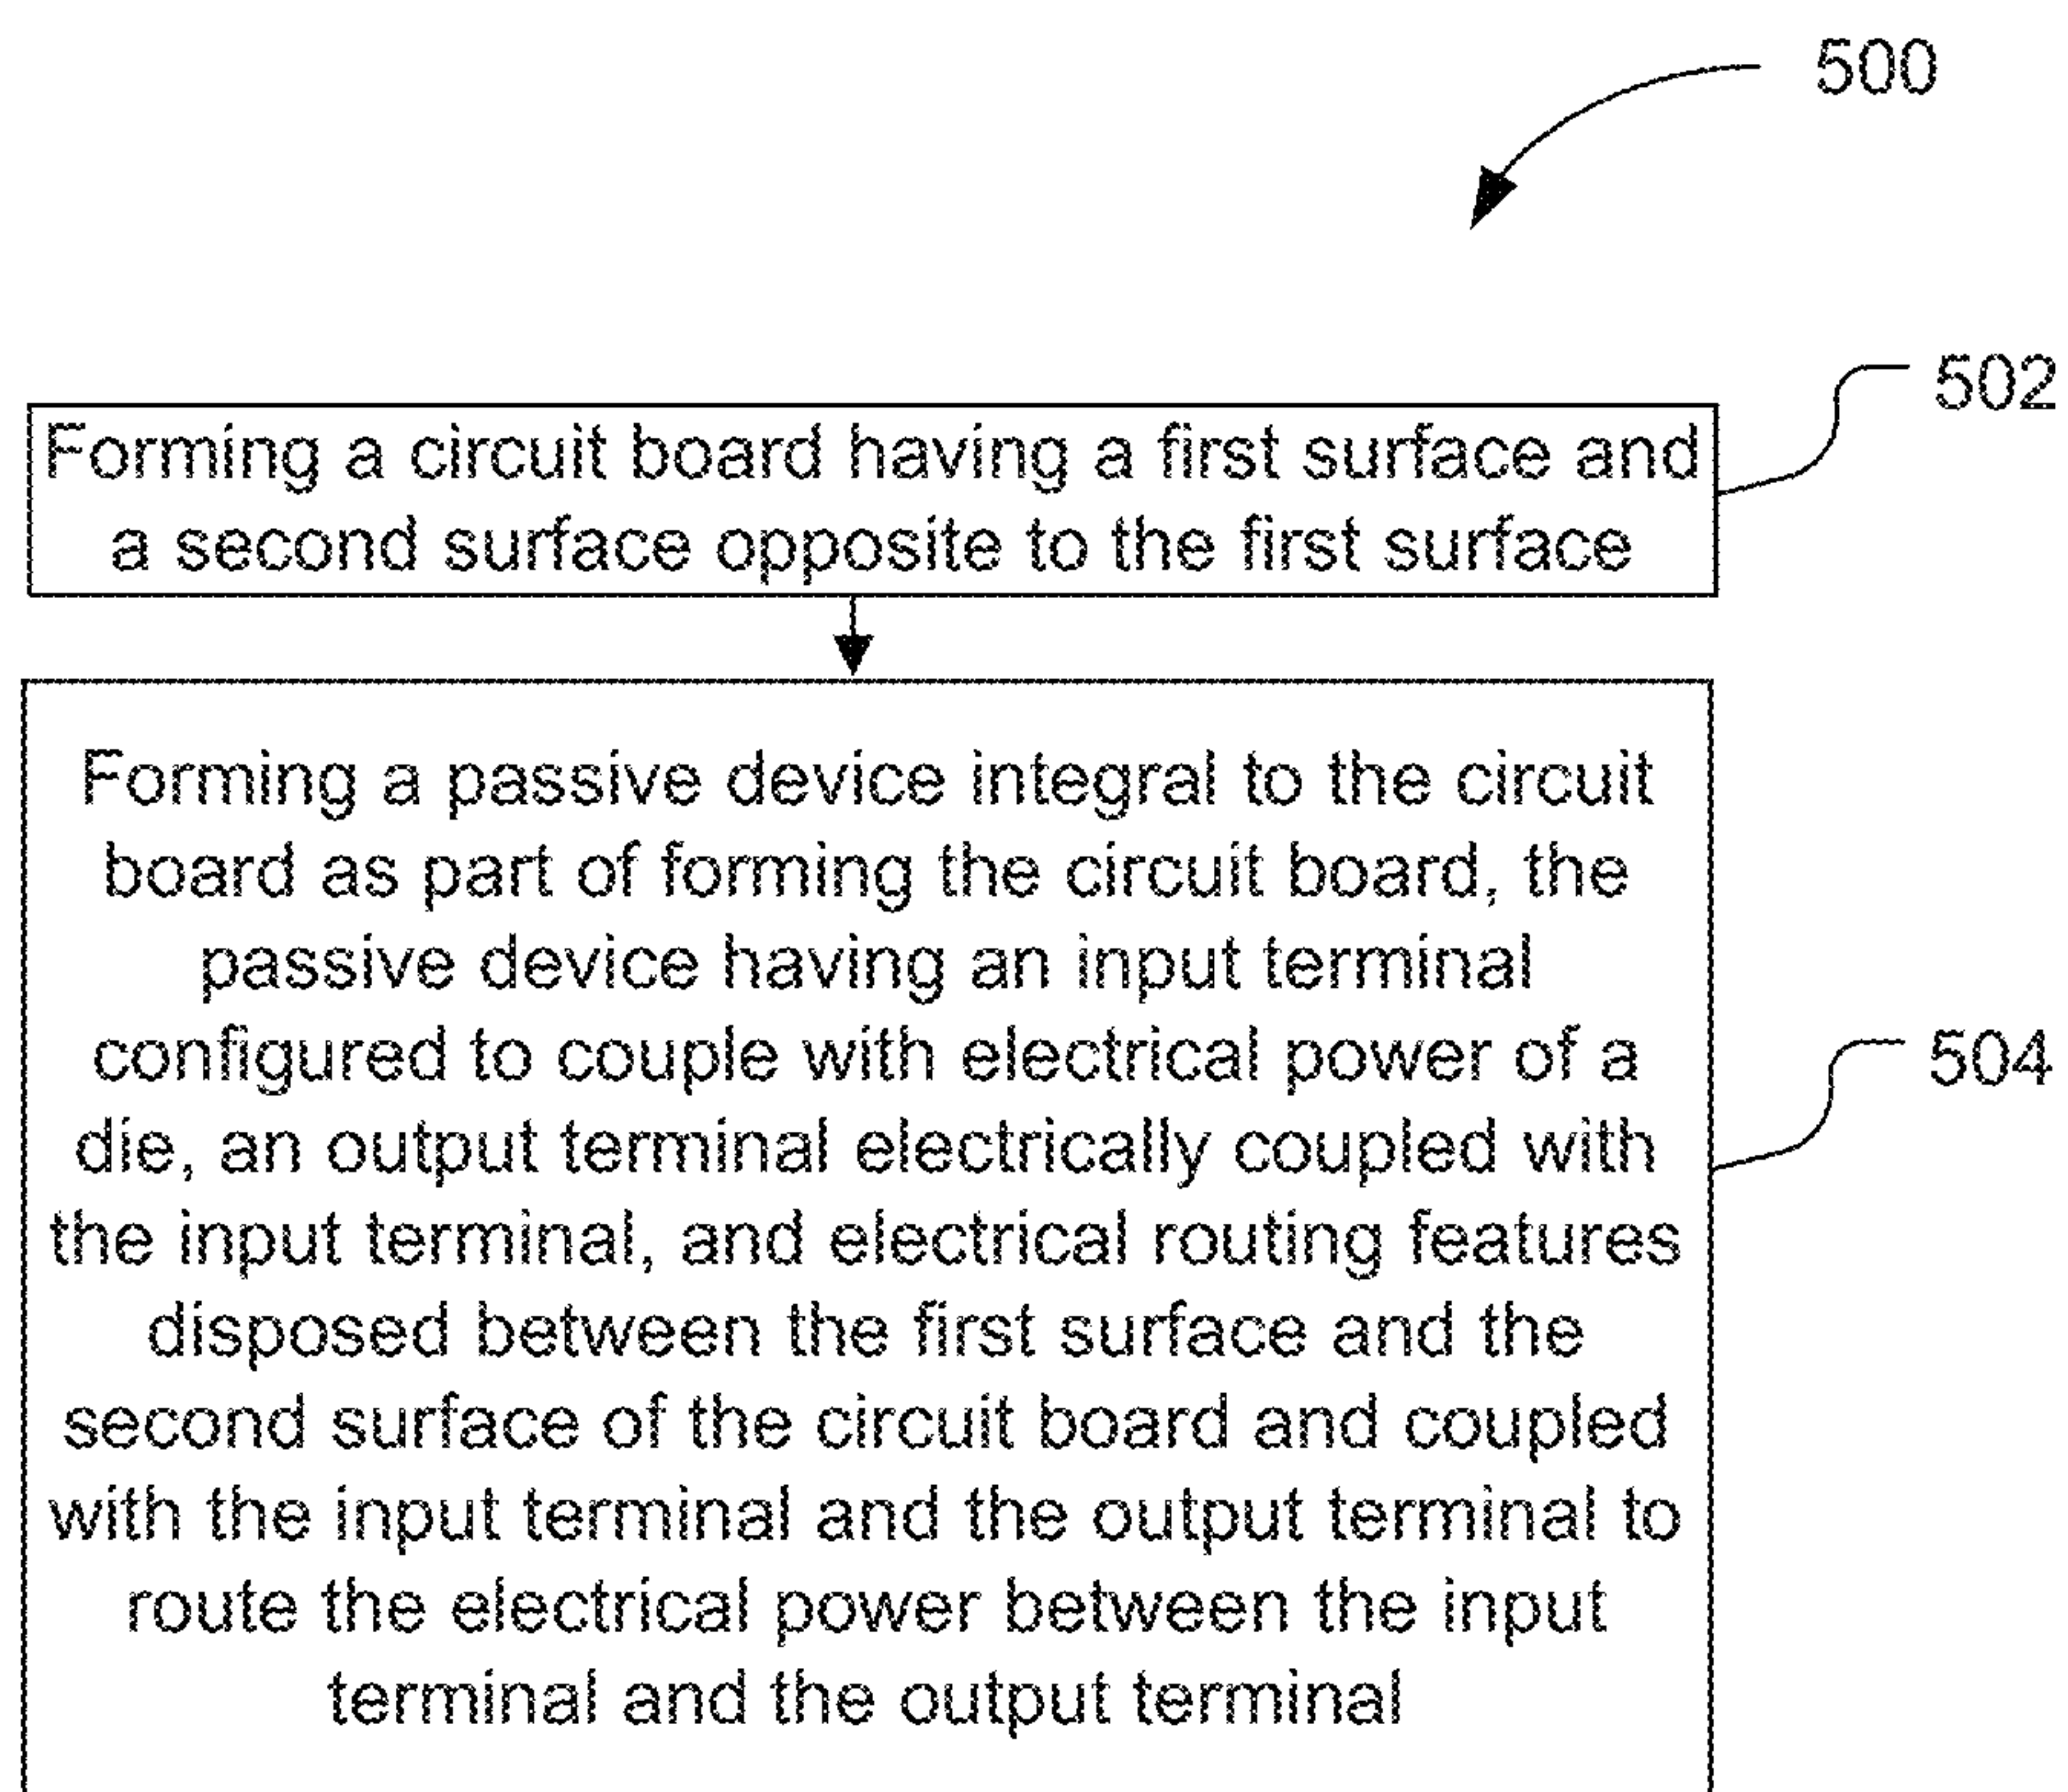 500
502
Forming a circuit board having a first surface and
a second surface opposite to the first surface
Forming a passive device integral to the circuit
board as part of forming the circuit board, the
passive device having an input terminal
configured to couple with electrical power of a
die, an output terminal electrically coupled with
the input terminal, and electrical routing features
disposed between the first surface and the
second surface of the circuit board and coupled
with the input terminal and the output terminal to
route the electrical power between the input
terminal and the output terminal
504